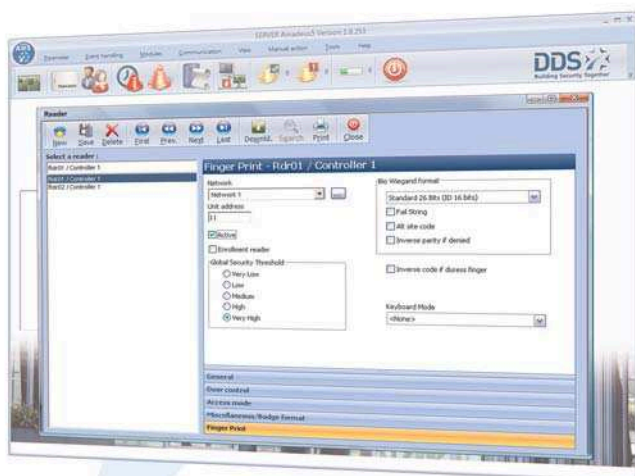 SERVER Amadeus5 Version 1.8.253
Parameter Event handling Modules Communication View Manual action Tools Help
DDS
Building Security Together
Reader
New Save Delete First Prev. Next Last Downld. Search Print Close
Select a reader :
Rdr01 / Controller 1
Rdr01 / Controller 1
Rdr02 / Controller 1
Finger Print - Rdr01 / Controller 1
Network
Network 1
Unit address
11
Active
Enrollment reader
Global Security Threshold
Very Low
Low
Medium
High
Very High
Bio Wiegand format
Standard 26 Bits (ID 16 bits)
Fail String
Alt site code
Inverse parity if denied
Inverse code if duress finger
Keyboard Mode
<None>
General
Door control
Access mode
Miscellaneous/Badge format
Finger Print